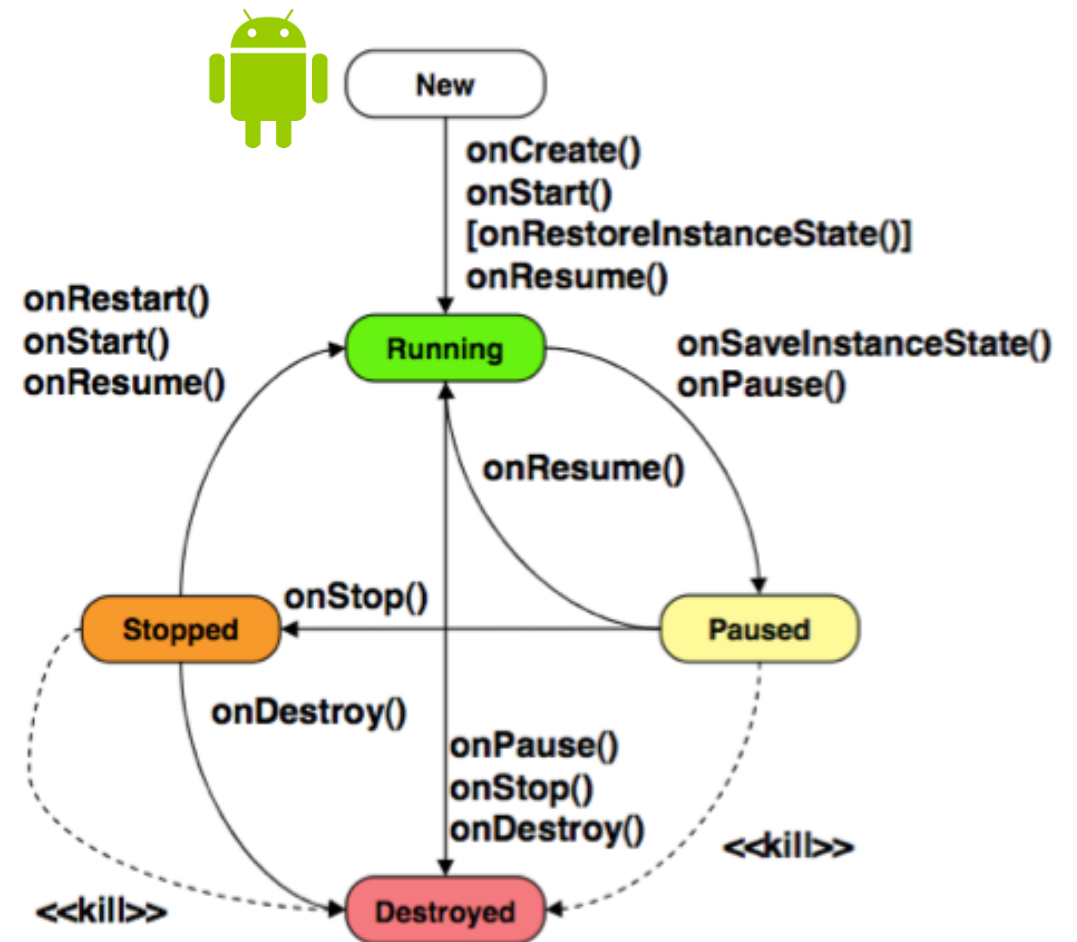 New
onCreate()
onStart()
[onRestoreInstanceState()]
onResume()
onRestart()
onStart()
onResume()
Running
onSaveInstanceState()
onPause()
onResume()
onStop()
Stopped
Paused
onDestroy()
onPause()
onStop()
onDestroy()
<<kill>>
<<kill>>
Destroyed